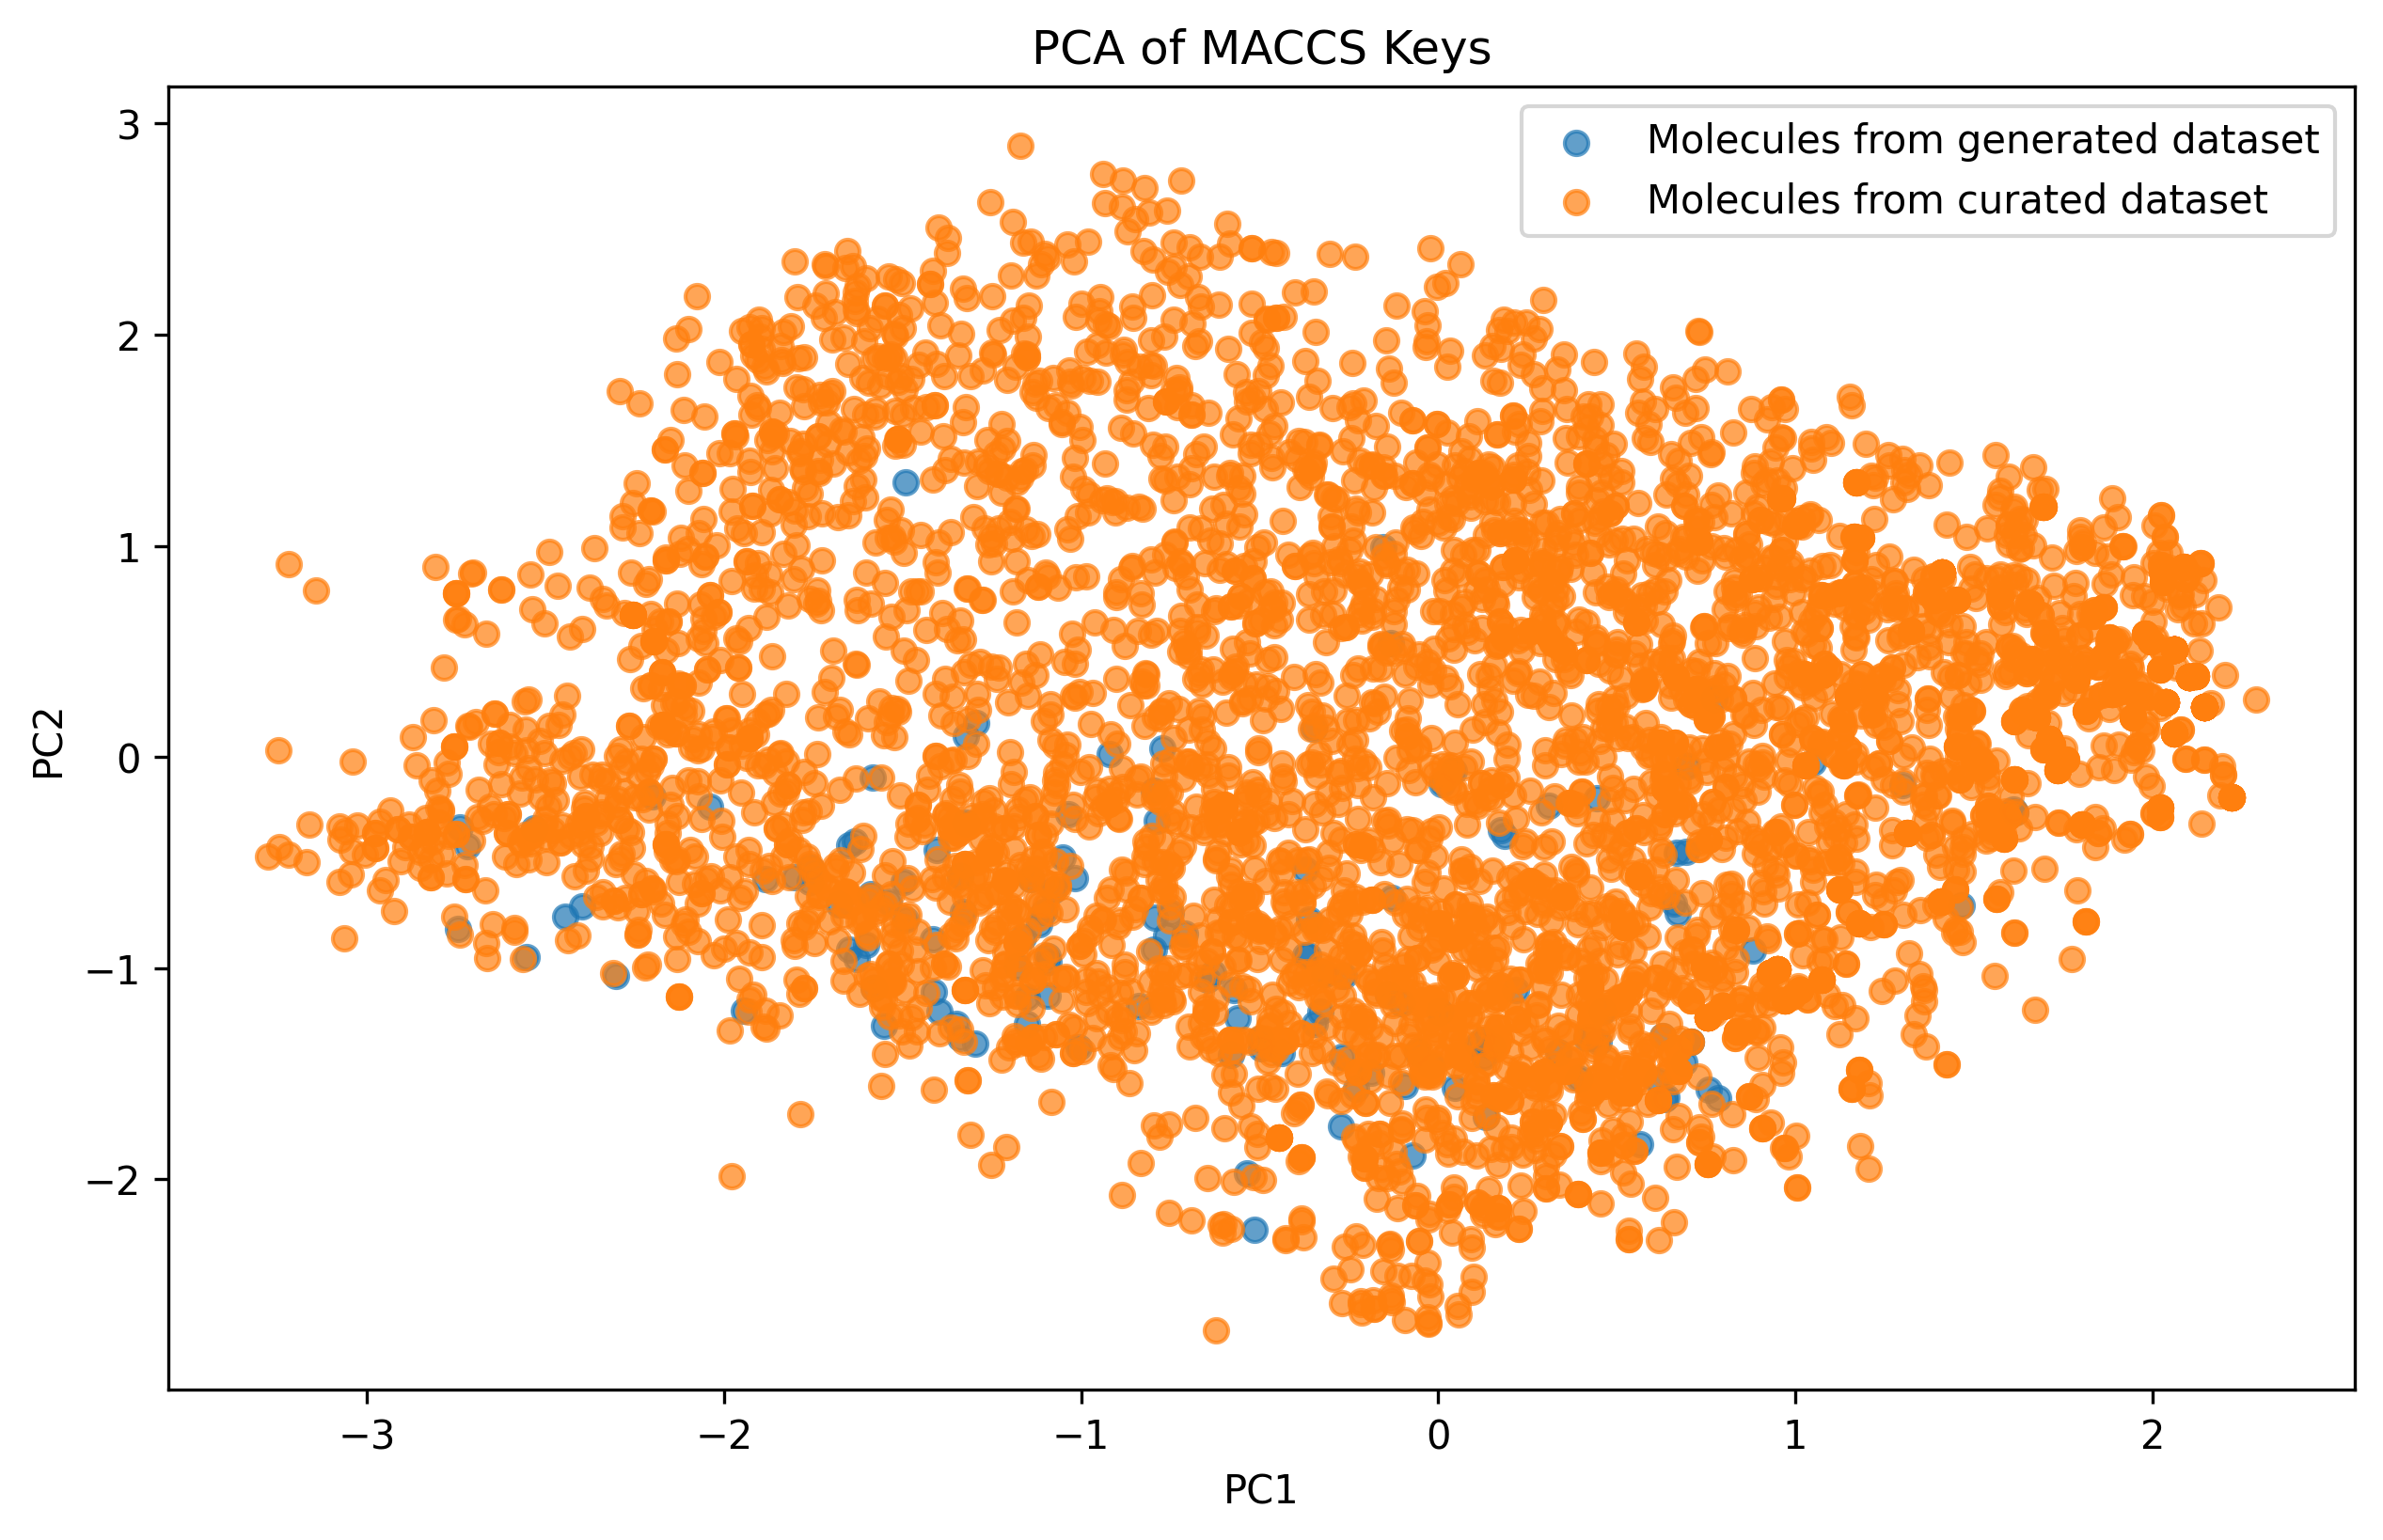 PCA of MACCS Keys
Molecules from generated dataset
Molecules from curated dataset
3
2
1
0
−1
−2
PC2
−3
−2
−1
0
1
2
PC1